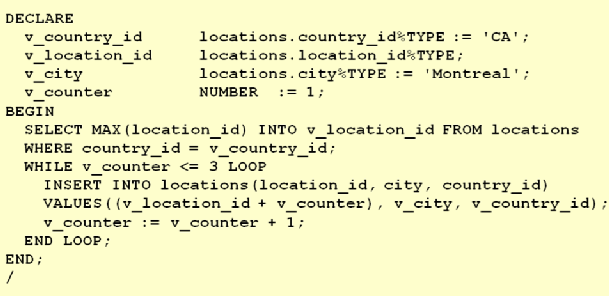 DECLARE
  v_country_id      locations.country_id%TYPE := 'CA';
  v_location_id     locations.location_id%TYPE;
  v_city            locations.city%TYPE := 'Montreal';
  v_counter         NUMBER  := 1;
BEGIN
  SELECT MAX(location_id) INTO v_location_id FROM locations
  WHERE country_id = v_country_id;
  WHILE v_counter <= 3 LOOP
    INSERT INTO locations(location_id, city, country_id)
    VALUES((v_location_id + v_counter), v_city, v_country_id);
    v_counter := v_counter + 1;
  END LOOP;
END;
/